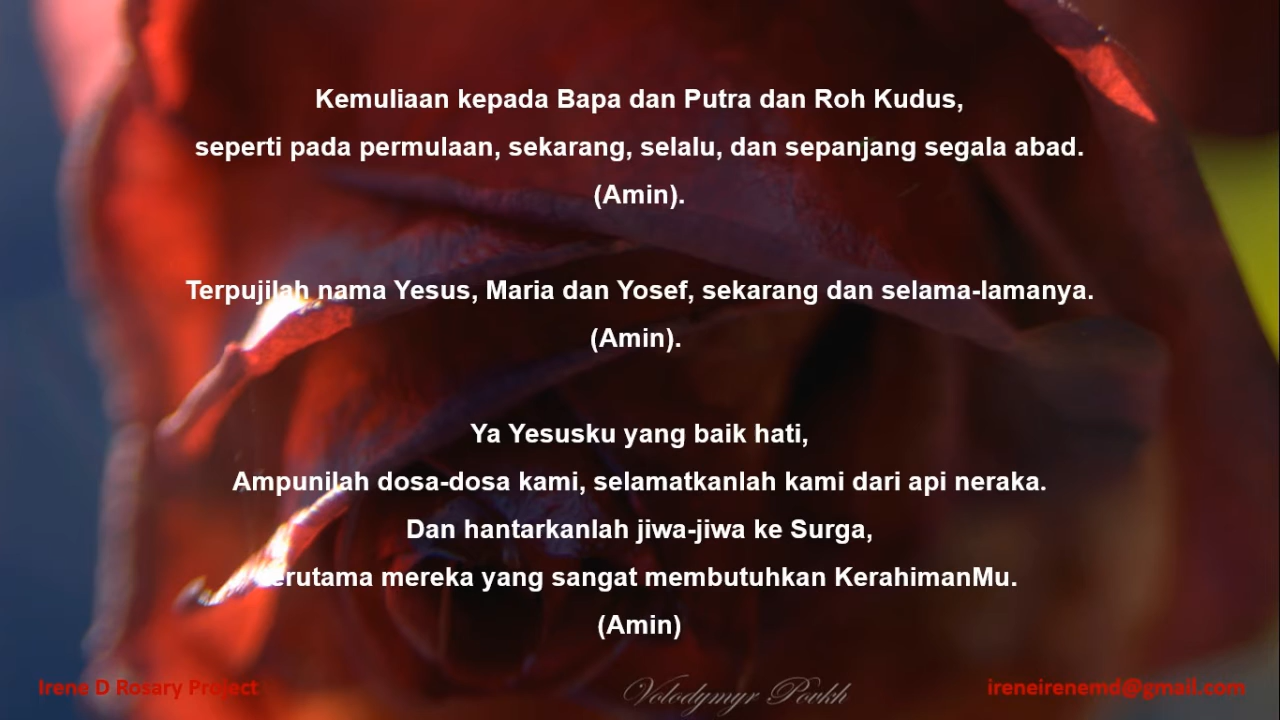 Kemuliaan kepada Bapa dan Putra dan Roh Kudus,
seperti pada permulaan, sekarang, selalu, dan sepanjang segala abad.
(Amin).
Terpujilah nama Yesus, Maria dan Yosef, sekarang dan selama-lamanya.
(Amin).
Ya Yesusku yang baik hati,
Ampunilah dosa-dosa kami, selamatkanlah kami dari api neraka.
Dan hantarkanlah jiwa-jiwa ke Surga,
terutama mereka yang sangat membutuhkan KerahimanMu.
(Amin)
Irene D Rosary Project
Volodymyr Povkh
ireneirenemd@gmail.com